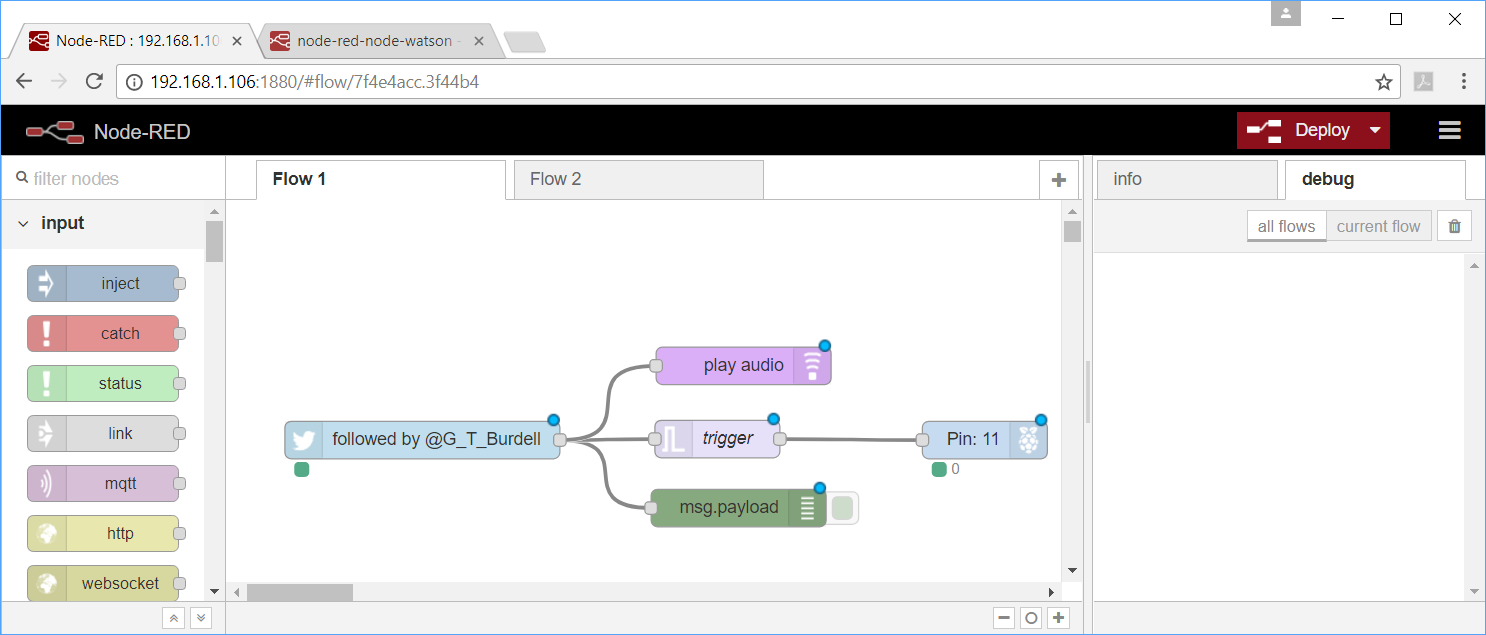 Node-RED : 192.168.1.10
node-red-node-watson -
192.168.1.106:1880/#flow/7f4e4acc.3f44b4
Node-RED
Deploy
filter nodes
Flow 1
Flow 2
info
debug
input
all flows
current flow
inject
catch
status
link
mqtt
http
websocket
play audio
followed by @G_T_Burdell
trigger
Pin: 11
0
msg.payload